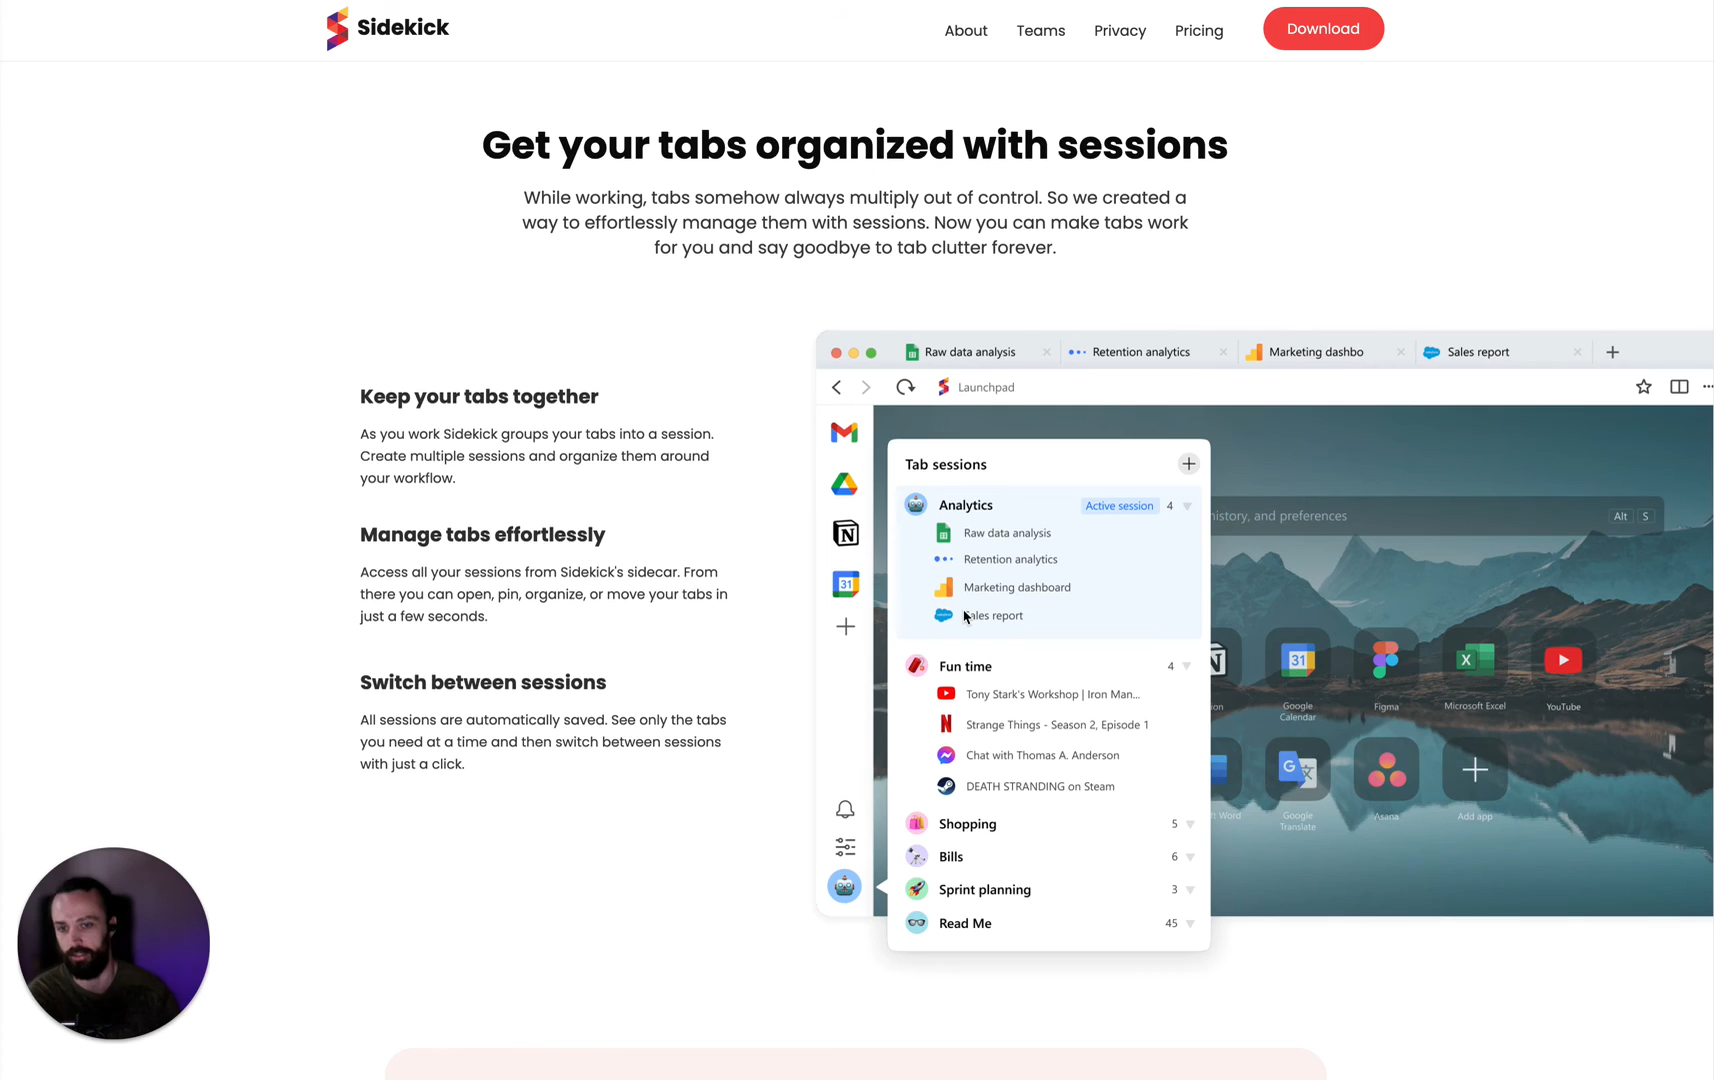 Sidekick
About Teams Privacy Pricing Download
Get your tabs organized with sessions
While working, tabs somehow always multiply out of control. So we created a
way to effortlessly manage them with sessions. Now you can make tabs work
for you and say goodbye to tab clutter forever.
Keep your tabs together
As you work Sidekick groups your tabs into a session.
Create multiple sessions and organize them around
your workflow.
Manage tabs effortlessly
Access all your sessions from Sidekick's sidecar. From
there you can open, pin, organize, or move your tabs in
just a few seconds.
Switch between sessions
All sessions are automatically saved. See only the tabs
you need at a time and then switch between sessions
with just a click.
Raw data analysis Retention analytics Marketing dashbo Sales report
Launchpad
31
Tab sessions
Analytics Active session 4
Raw data analysis
Retention analytics
Marketing dashboard
Sales report
Fun time 4
Tony Stark's Workshop | Iron Man...
Strange Things - Season 2, Episode 1
Chat with Thomas A. Anderson
DEATH STRANDING on Steam
Shopping 5
Bills 6
Sprint planning 3
Read Me 45
history, and preferences Alt S
31
ion
Google
Calendar
Figma
Microsoft Excel
YouTube
ft Word
Google
Translate
Asana
Add app